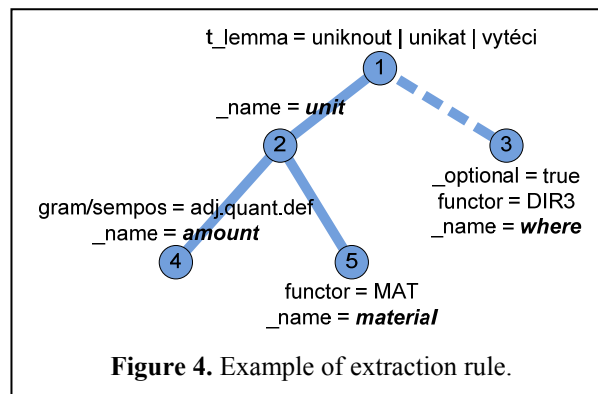 t_lemma = uniknout | unikat | vytéci
1
_name = unit
2
3
_optional = true
functor = DIR3
_name = where
gram/sempos = adj.quant.def
_name = amount
4
5
functor = MAT
_name = material
Figure 4. Example of extraction rule.